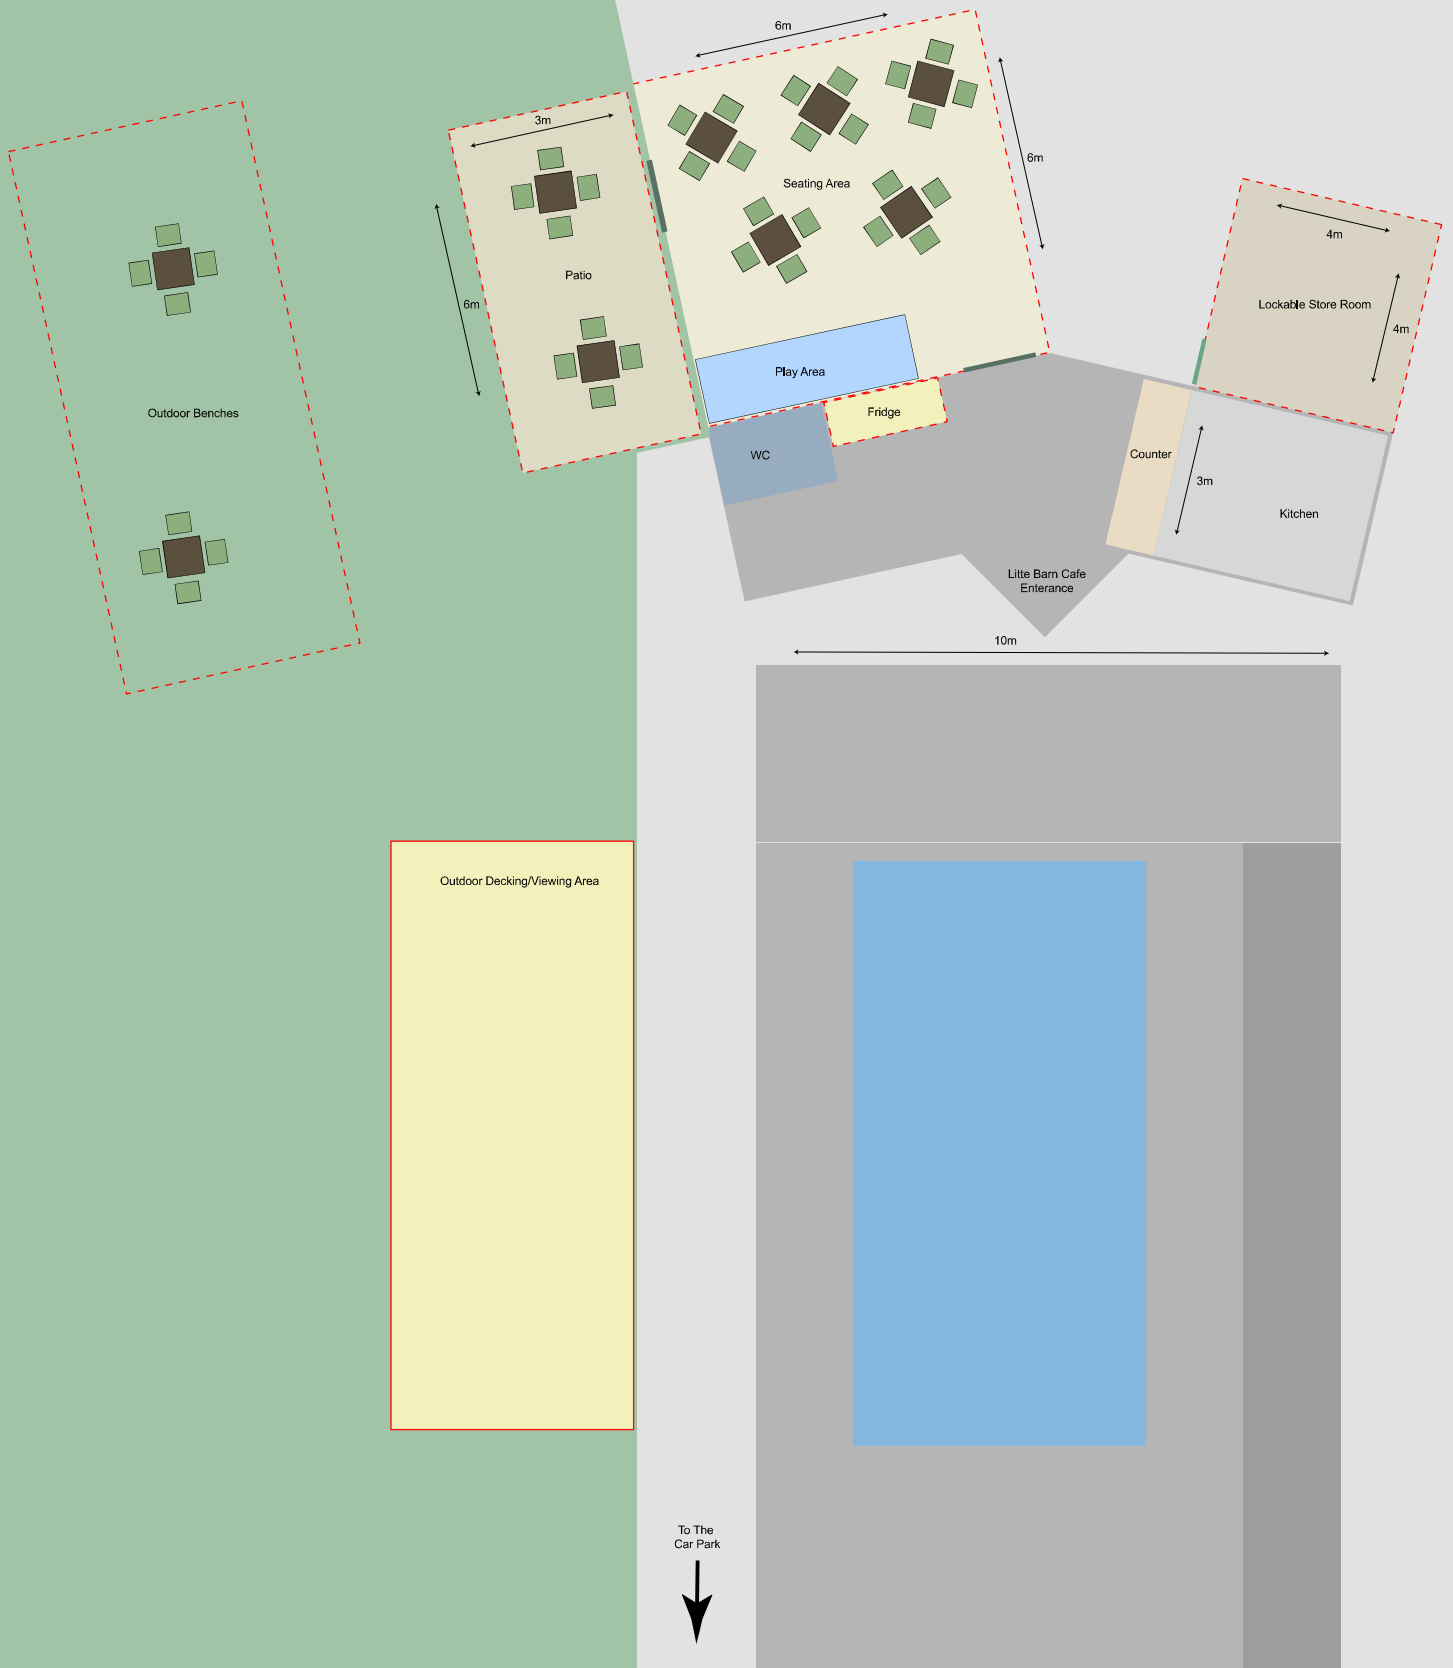 6m
3m
6m
Seating Area
4m
Patio
6m
Lockable Store Room
4m
Play Area
Outdoor Benches
Fridge
WC
Counter
3m
Kitchen
Litte Barn Cafe
Enterance
10m
Outdoor Decking/Viewing Area
To The
Car Park